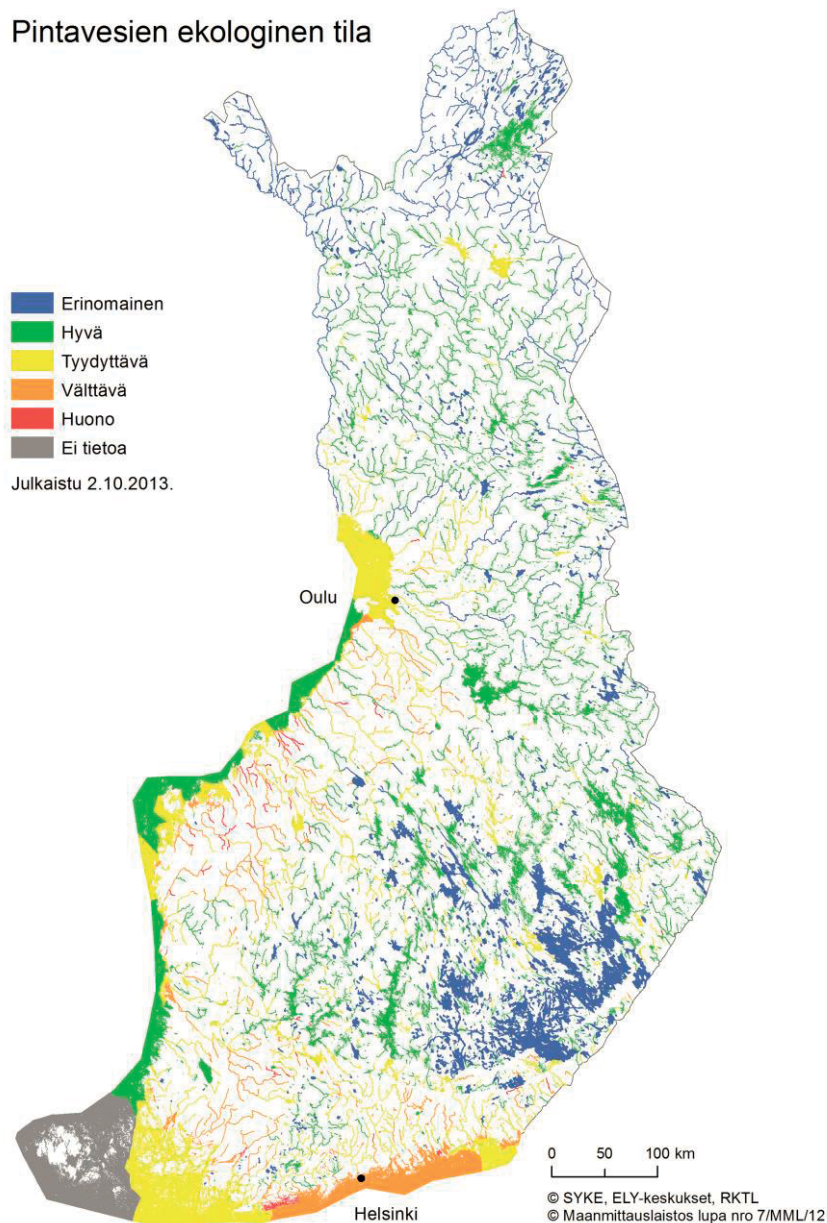 Pintavesien ekologinen tila
Erinomainen
Hyvä
Tyydyttävä
Välttävä
Huono
Ei tietoa
Julkaistu 2.10.2013.
Oulu
Helsinki
0 50 100 km
© SYKE, ELY-keskukset, RKTL
© Maanmittauslaistos lupa nro 7/MML/12